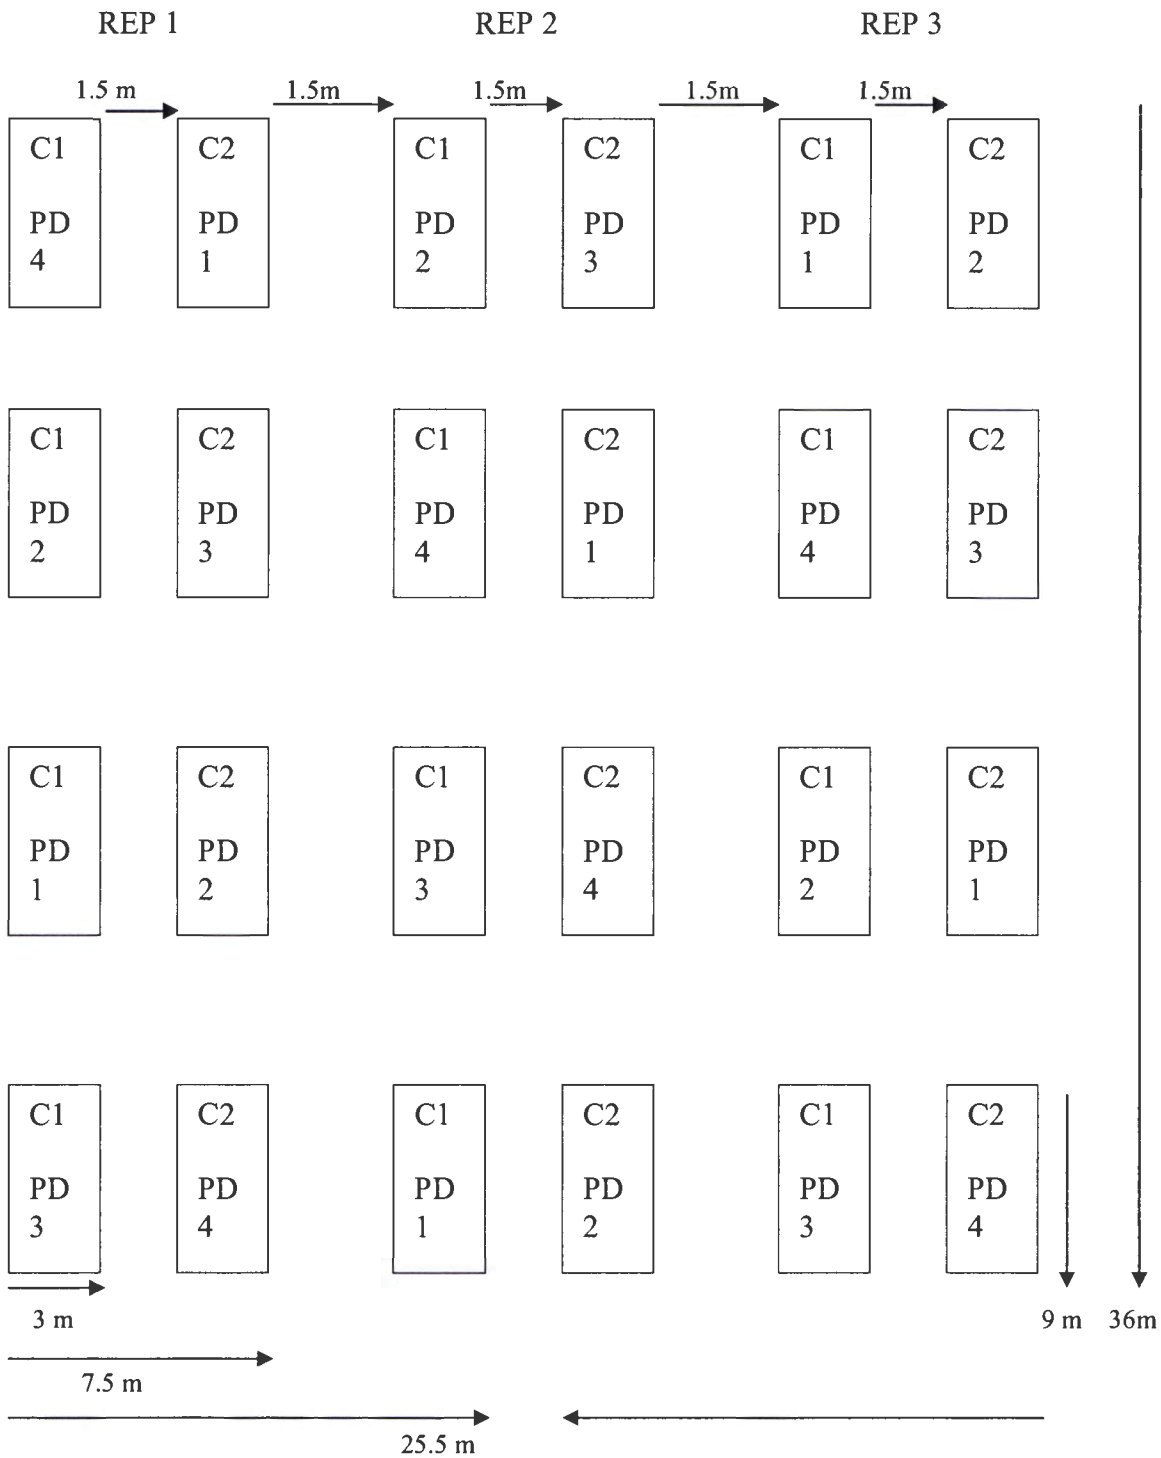 REP 1 REP 2 REP 3
1.5 m 1.5m 1.5m 1.5m 1.5m
C1 C2 C1 C2 C1 C2
PD PD PD PD PD PD
4 1 2 3 1 2
C1 C2 C1 C2 C1 C2
PD PD PD PD PD PD
2 3 4 1 4 3
C1 C2 C1 C2 C1 C2
PD PD PD PD PD PD
1 2 3 4 2 1
C1 C2 C1 C2 C1 C2
PD PD PD PD PD PD
3 4 1 2 3 4
3 m 9 m 36m
7.5 m
25.5 m